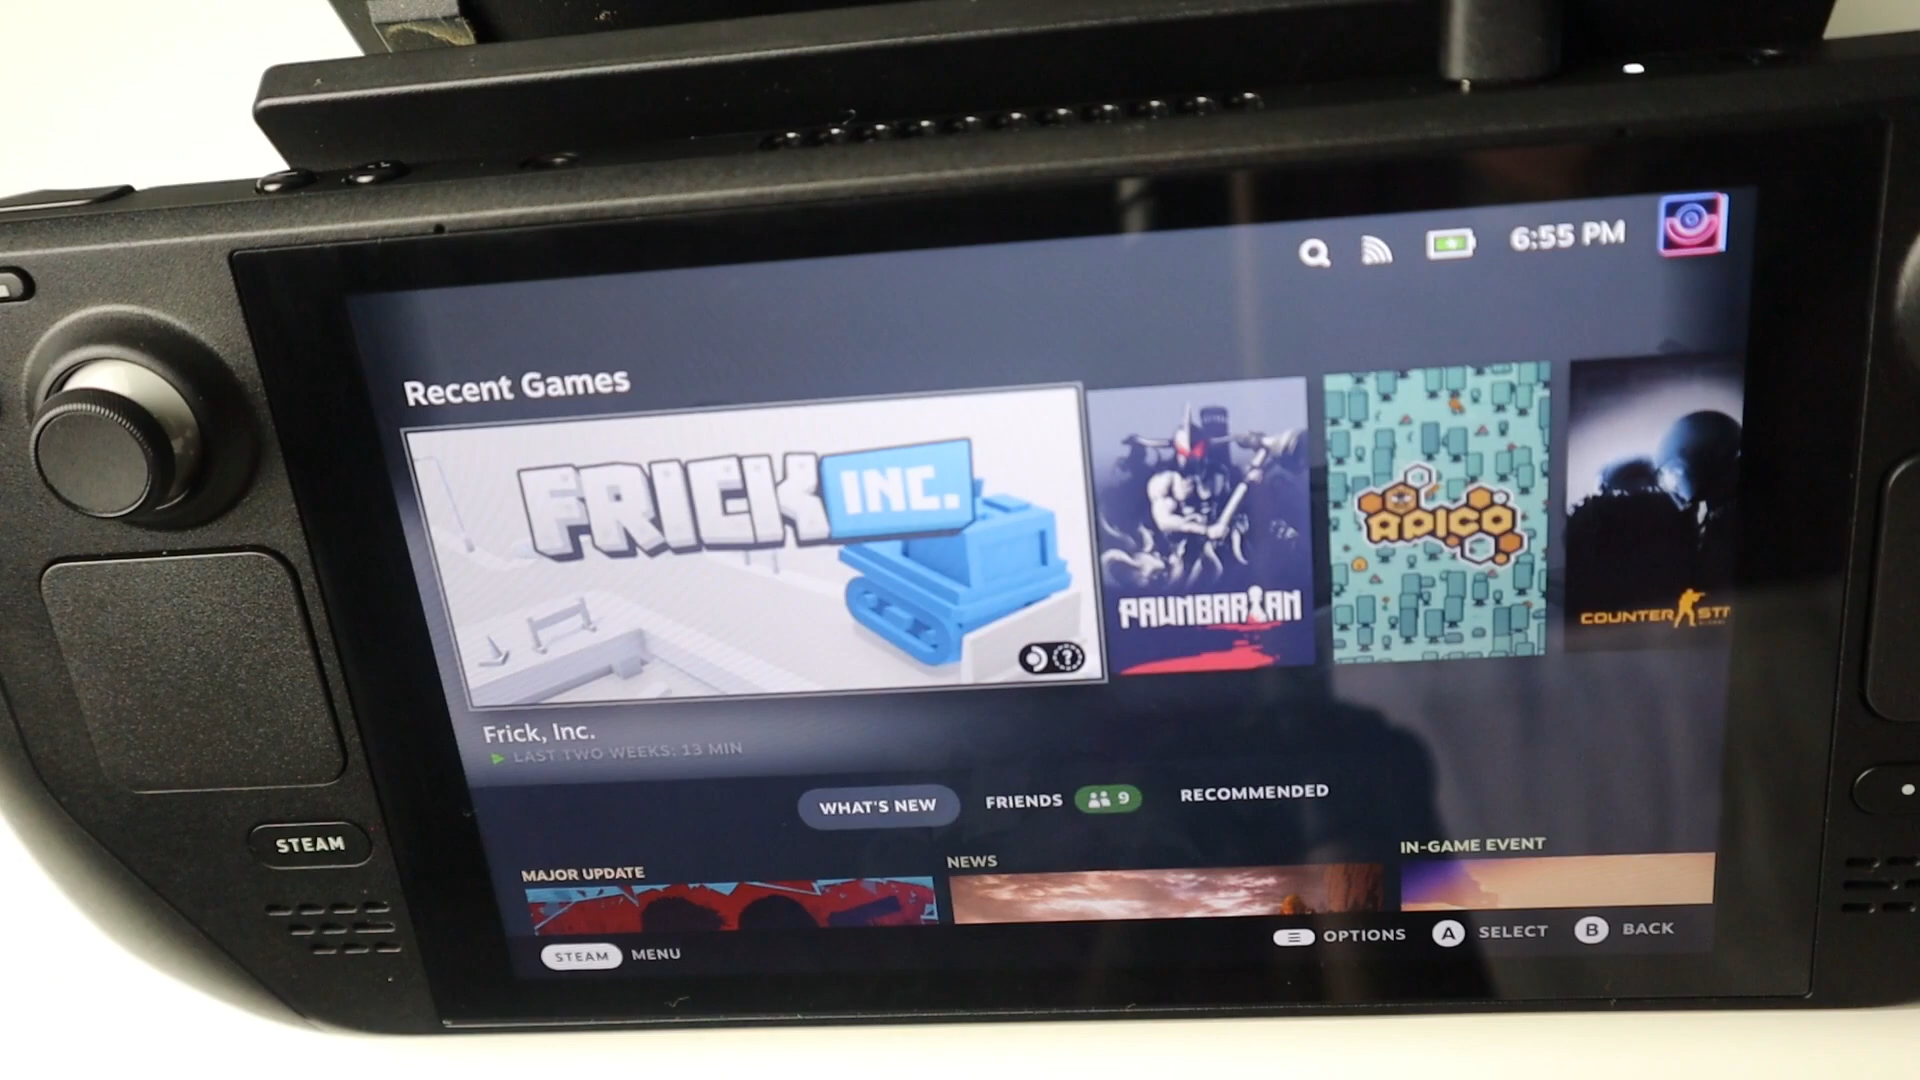 6:55 PM
Recent Games
FRICK INC.
PAWNBARIAN
APICO
COUNTER STR
Frick, Inc.
LAST TWO WEEKS: 13 MIN
WHAT'S NEW
FRIENDS 9
RECOMMENDED
MAJOR UPDATE
NEWS
IN-GAME EVENT
STEAM
STEAM MENU
OPTIONS
A SELECT
B BACK